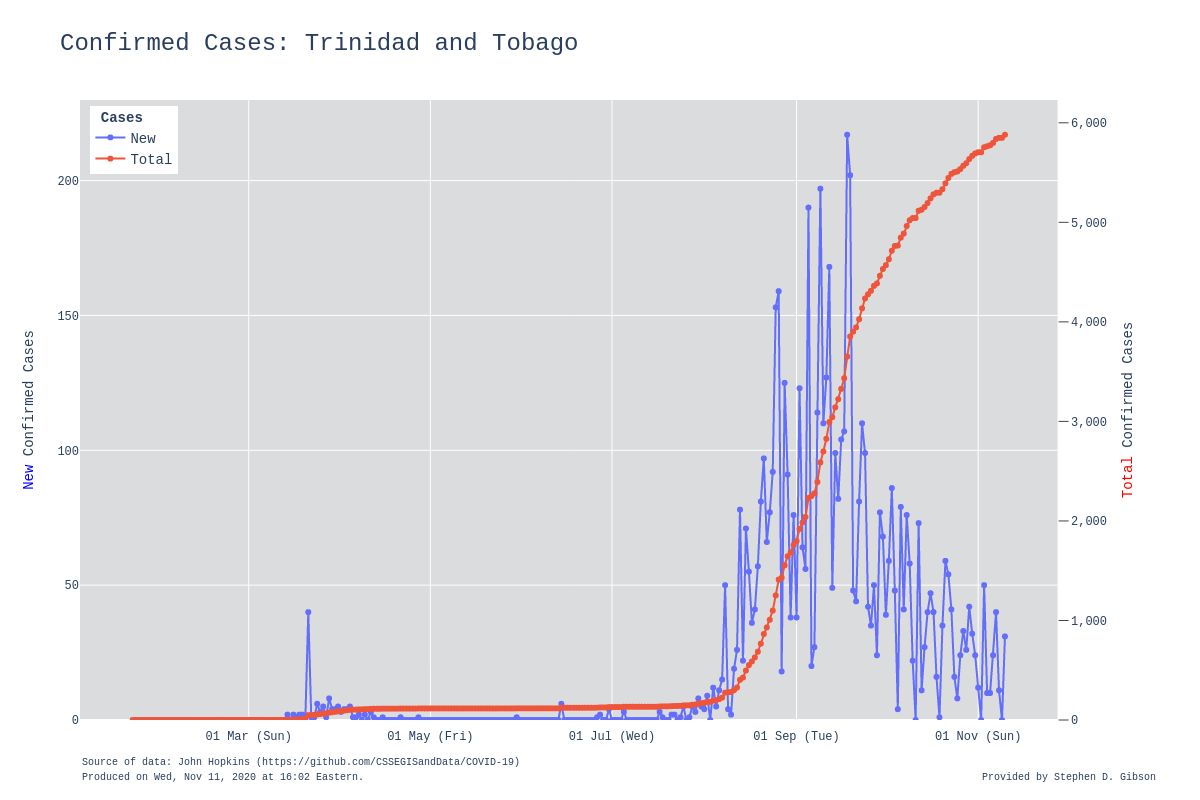 Confirmed Cases: Trinidad and Tobago
Cases
New
Total
200
150
100
50
0
6,000
5,000
4,000
3,000
2,000
1,000
0
New Confirmed Cases
Total Confirmed Cases
01 Mar (Sun) 01 May (Fri) 01 Jul (Wed) 01 Sep (Tue) 01 Nov (Sun)
Source of data: John Hopkins (https://github.com/CSSEGISandData/COVID-19)
Produced on Wed, Nov 11, 2020 at 16:02 Eastern.
Provided by Stephen D. Gibson